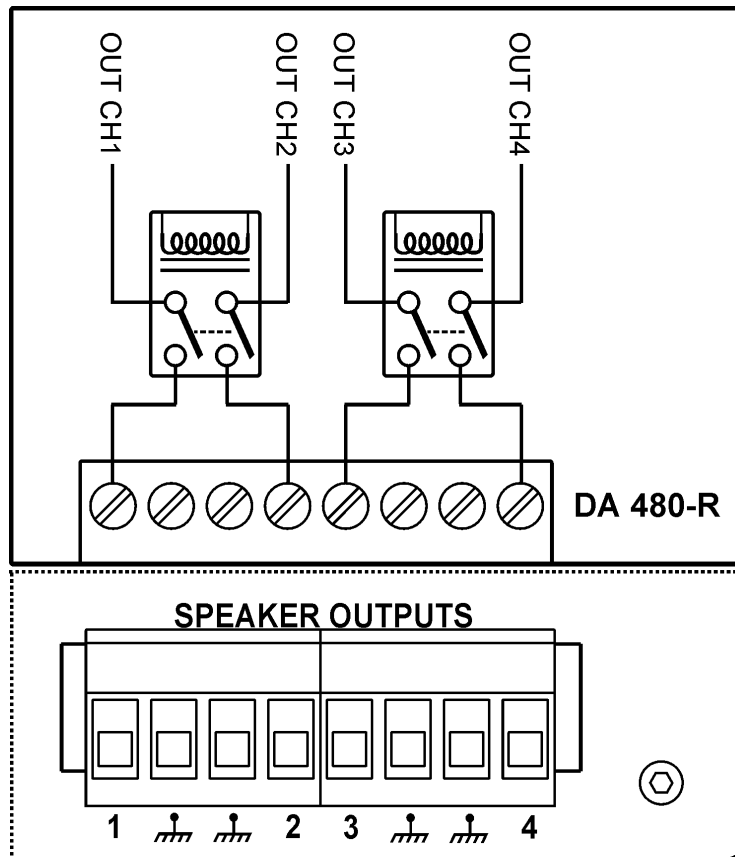 OUT CH1
OUT CH2
OUT CH3
OUT CH4
DA 480-R
SPEAKER OUTPUTS
1 2 3 4